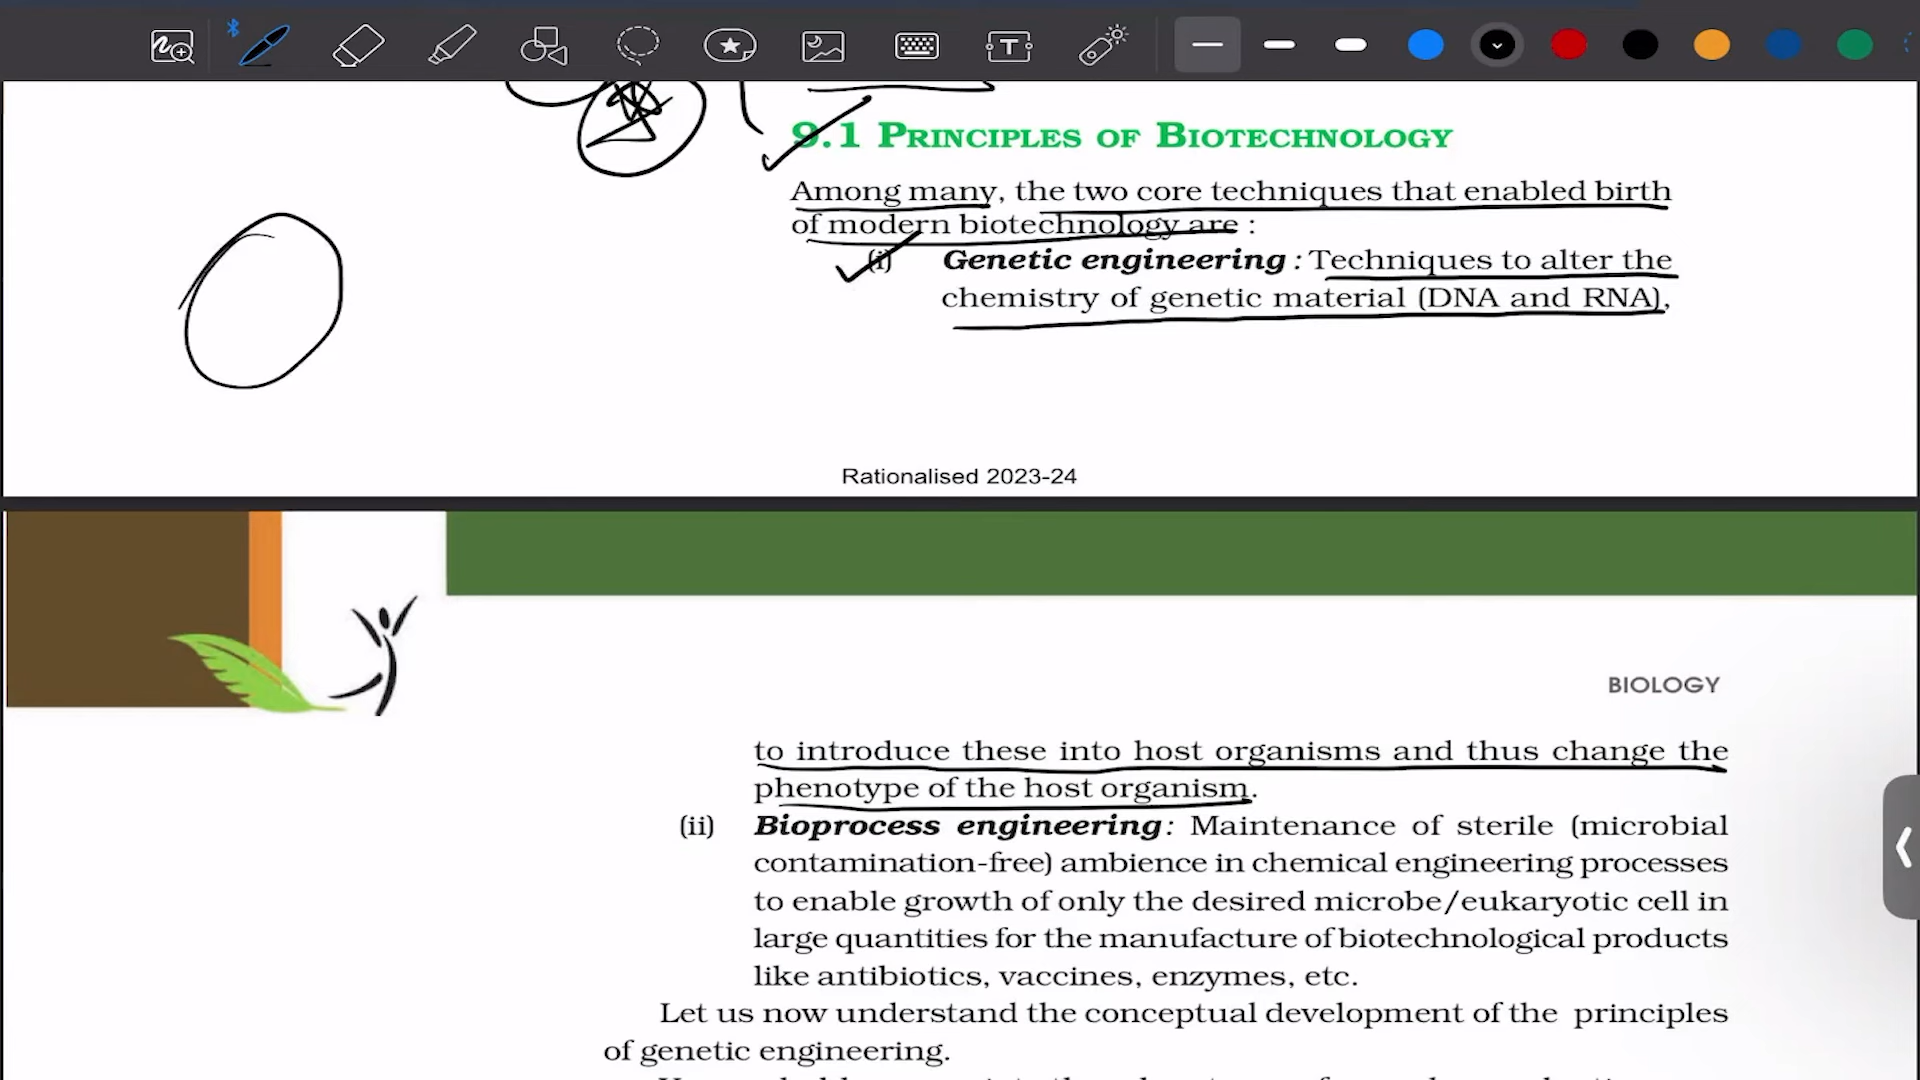 9.1 PRINCIPLES OF BIOTECHNOLOGY
Among many, the two core techniques that enabled birth
of modern biotechnology are :
(i) Genetic engineering : Techniques to alter the
chemistry of genetic material (DNA and RNA),
Rationalised 2023-24
BIOLOGY
to introduce these into host organisms and thus change the
phenotype of the host organism.
(ii) Bioprocess engineering: Maintenance of sterile (microbial
contamination-free) ambience in chemical engineering processes
to enable growth of only the desired microbe/eukaryotic cell in
large quantities for the manufacture of biotechnological products
like antibiotics, vaccines, enzymes, etc.
Let us now understand the conceptual development of the principles
of genetic engineering.